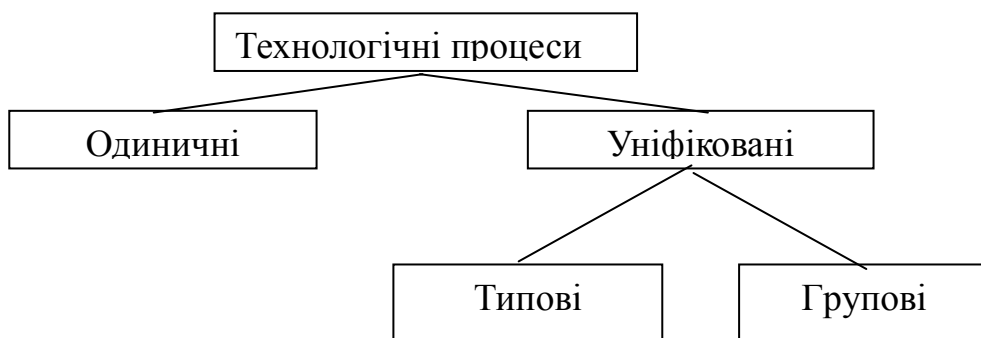 Технологічні процеси
Одиничні
Уніфіковані
Типові
Групові